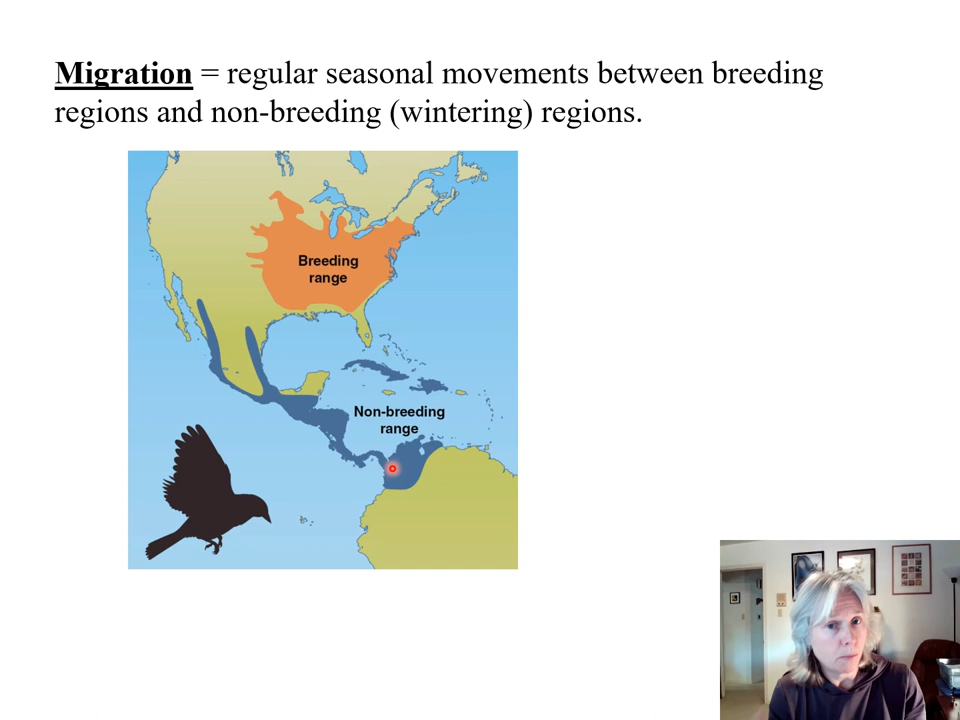 Migration = regular seasonal movements between breeding
regions and non-breeding (wintering) regions.
Breeding
range
Non-breeding
range